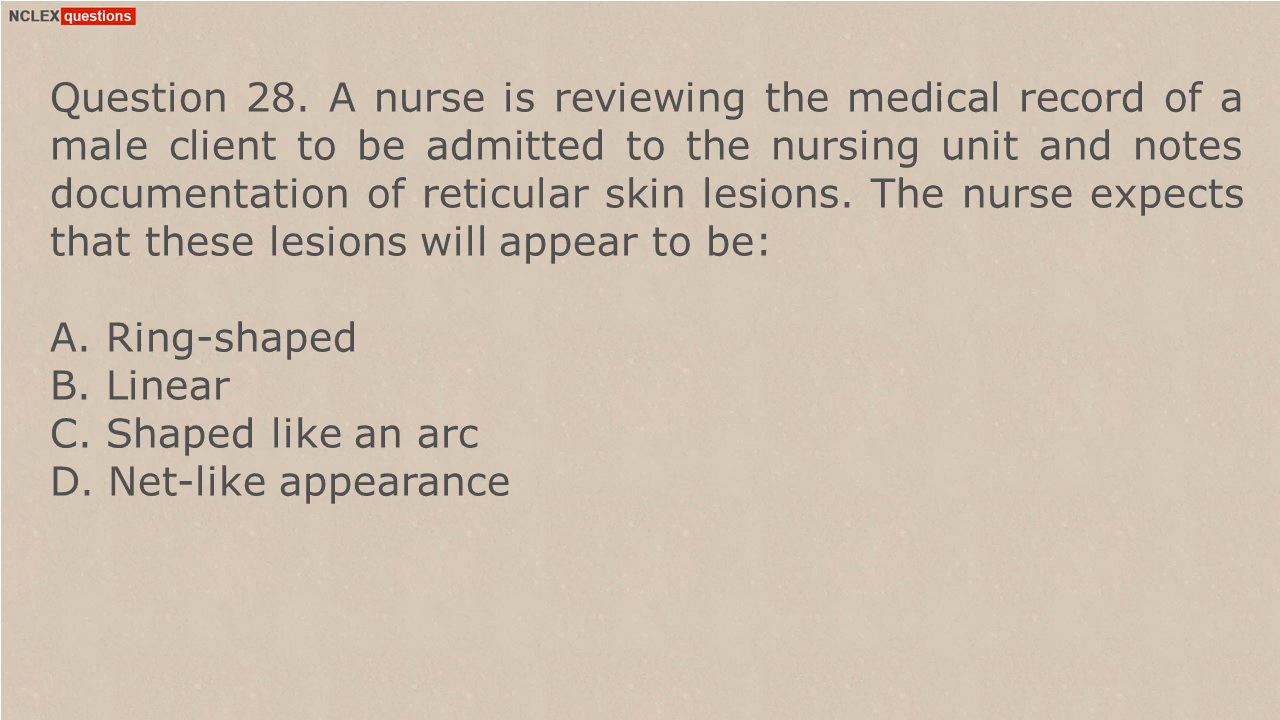 NCLEX questions
Question 28. A nurse is reviewing the medical record of a
male client to be admitted to the nursing unit and notes
documentation of reticular skin lesions. The nurse expects
that these lesions will appear to be:
A. Ring-shaped
B. Linear
C. Shaped like an arc
D. Net-like appearance